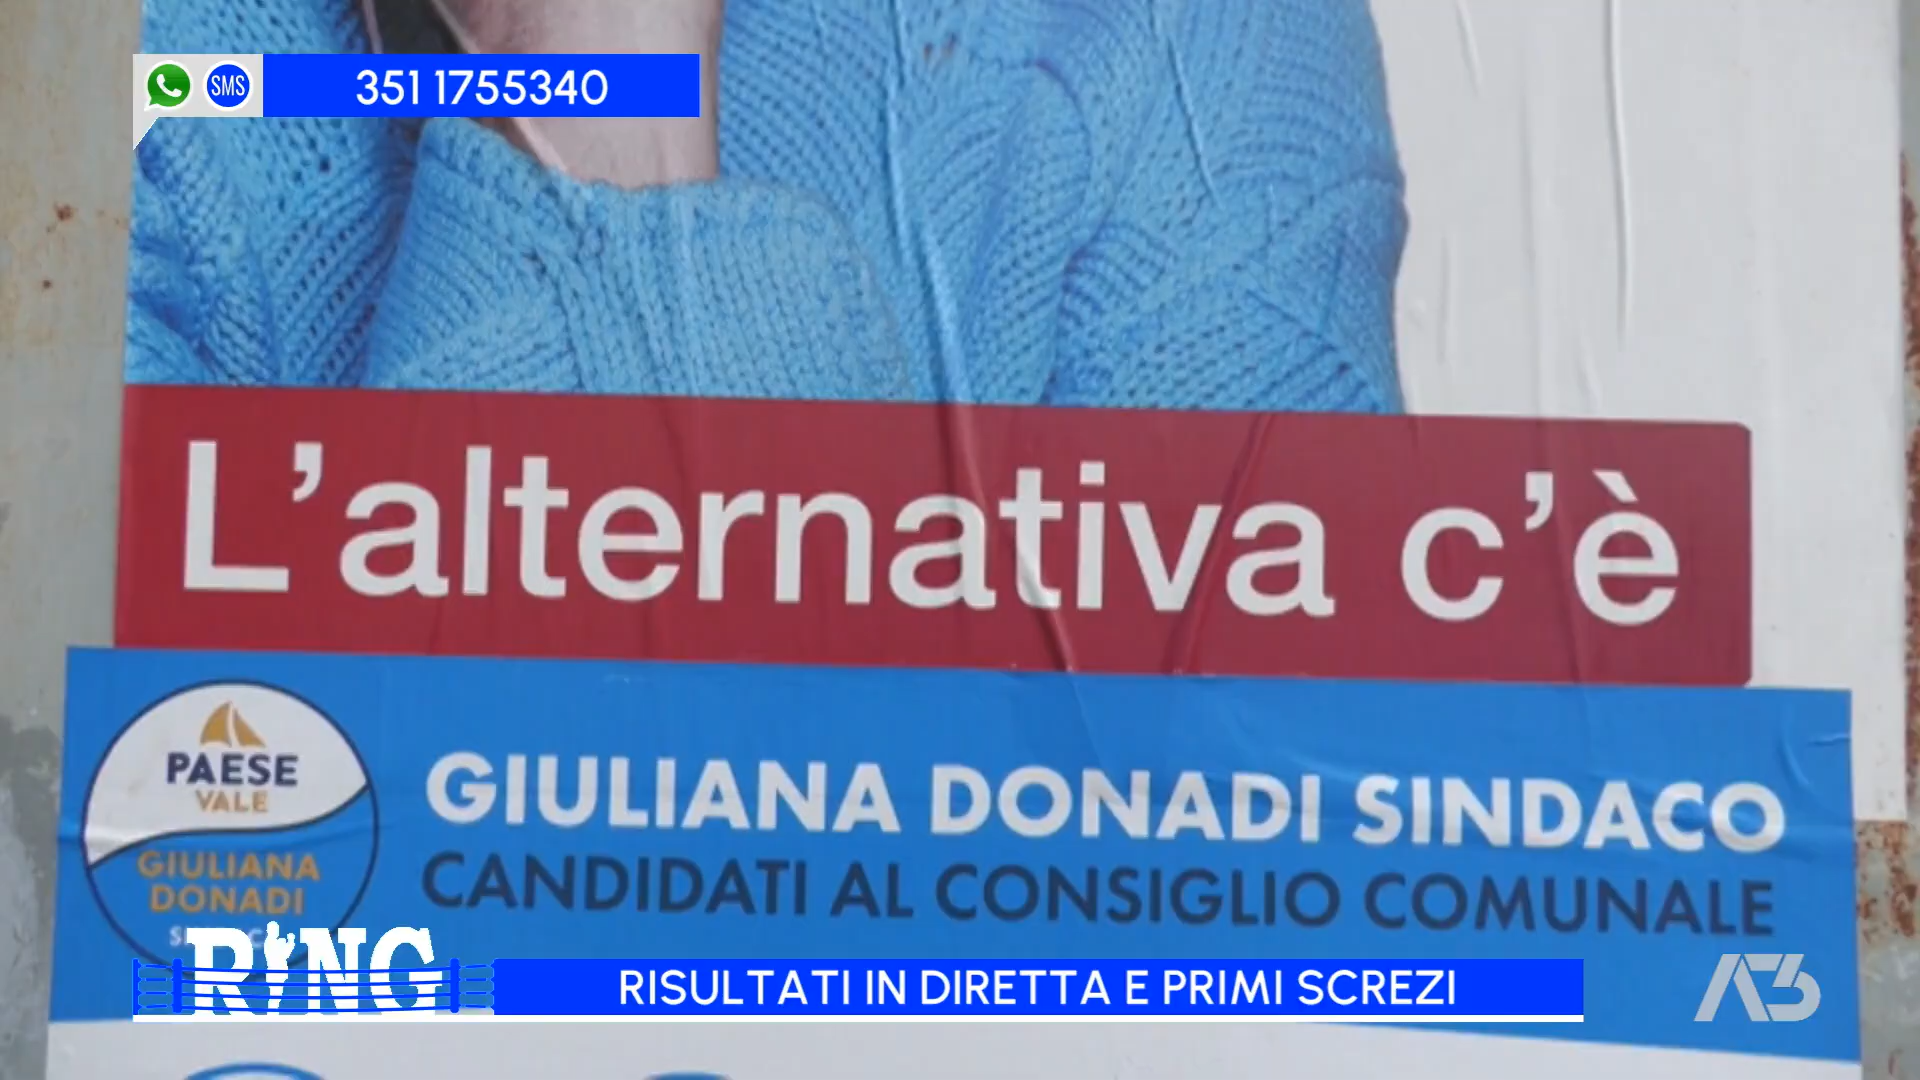 SMS
351 1755340
L'alternativa c'è
PAESE
VALE
GIULIANA
DONADI
GIULIANA DONADI SINDACO
CANDIDATI AL CONSIGLIO COMUNALE
RING
RISULTATI IN DIRETTA E PRIMI SCREZI
A3